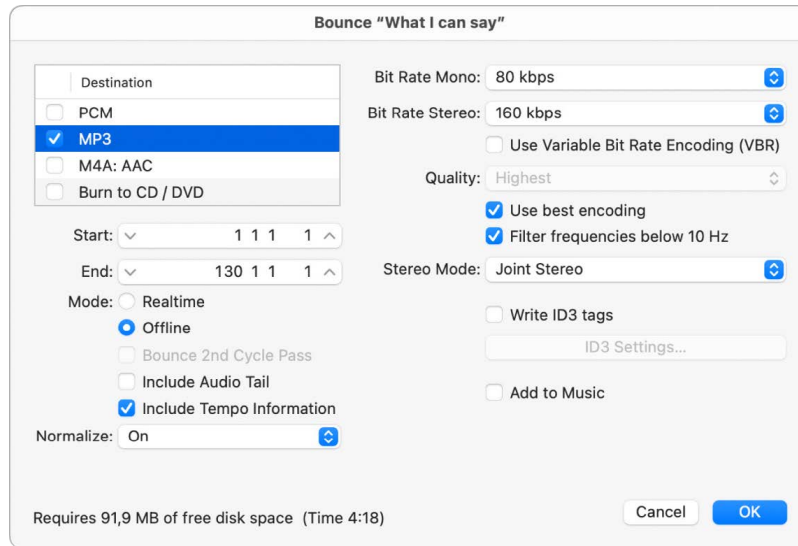 Bounce “What I can say”
Destination
PCM
MP3
M4A: AAC
Burn to CD / DVD
Start: 1 1 1 1
End: 130 1 1 1
Mode: Realtime
Offline
Bounce 2nd Cycle Pass
Include Audio Tail
Include Tempo Information
Normalize: On
Bit Rate Mono: 80 kbps
Bit Rate Stereo: 160 kbps
Use Variable Bit Rate Encoding (VBR)
Quality: Highest
Use best encoding
Filter frequencies below 10 Hz
Stereo Mode: Joint Stereo
Write ID3 tags
ID3 Settings...
Add to Music
Requires 91,9 MB of free disk space (Time 4:18)
Cancel OK